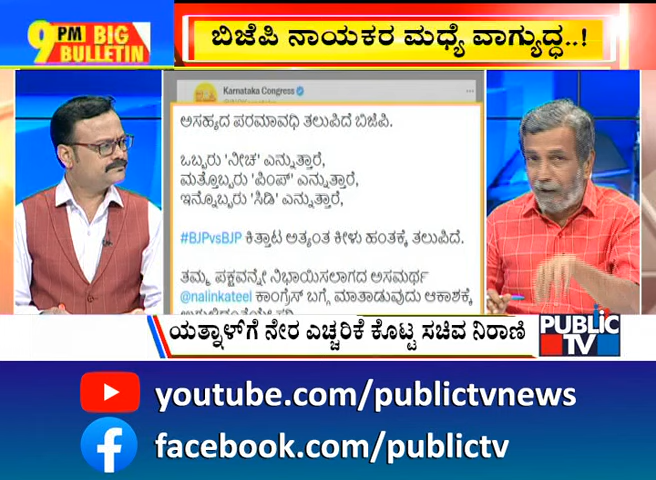 9 PM BIG BULLETIN
ಬಿಜೆಪಿ ನಾಯಕರ ಮಧ್ಯೆ ವಾಗ್ಯುದ್ಧ..!
Karnataka Congress
ಅಸಹ್ಯದ ಪರಮಾವಧಿ ತಲುಪಿದೆ ಬಿಜೆಪಿ.
ಒಬ್ಬರು 'ನೀಚ' ಎನ್ನುತ್ತಾರೆ,
ಮತ್ತೊಬ್ಬರು 'ಪಿಂಪ್' ಎನ್ನುತ್ತಾರೆ,
ಇನ್ನೊಬ್ಬರು 'ಸಿಡಿ' ಎನ್ನುತ್ತಾರೆ,
#BJPvsBJP ಕಿತ್ತಾಟ ಅತ್ಯಂತ ಕೀಳು ಹಂತಕ್ಕೆ ತಲುಪಿದೆ.
ತಮ್ಮ ಪಕ್ಷವನ್ನೇ ನಿಭಾಯಿಸಲಾಗದ ಅಸಮರ್ಥ
@nalinkateel ಕಾಂಗ್ರೆಸ್ ಬಗ್ಗೆ ಮಾತಾಡುವುದು ಆಕಾಶಕ್ಕೆ
ಯತ್ನಾಳ್‌ಗೆ ನೇರ ಎಚ್ಚರಿಕೆ ಕೊಟ್ಟ ಸಚಿವ ನಿರಾಣಿ
PUBLIC TV
youtube.com/publictvnews
facebook.com/publictv